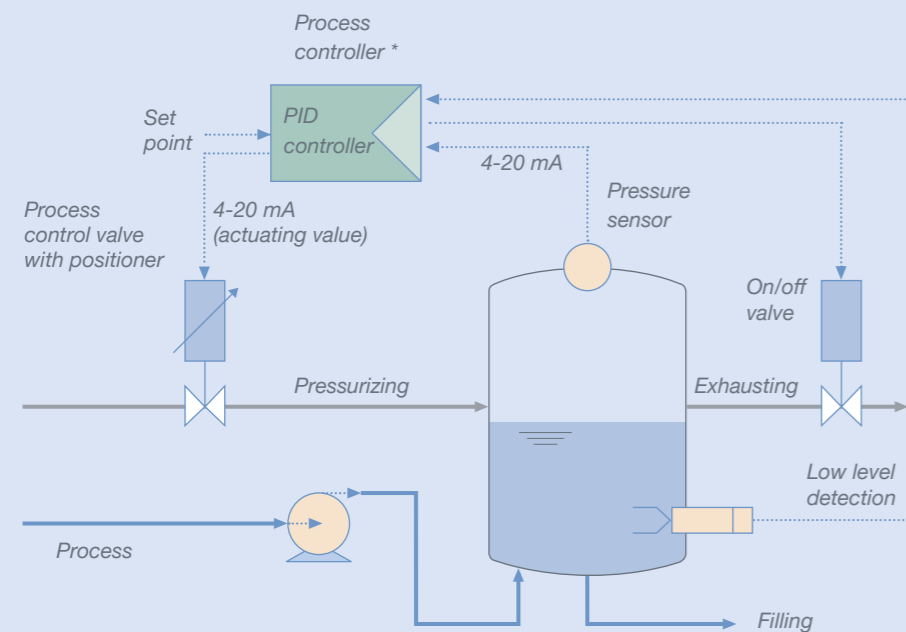 Process
controller *
PID
controller
Set
point
4-20 mA
Pressure
sensor
Process
control valve
with positioner
4-20 mA
(actuating value)
On/off
valve
Pressurizing
Exhausting
Low level
detection
Process
Filling